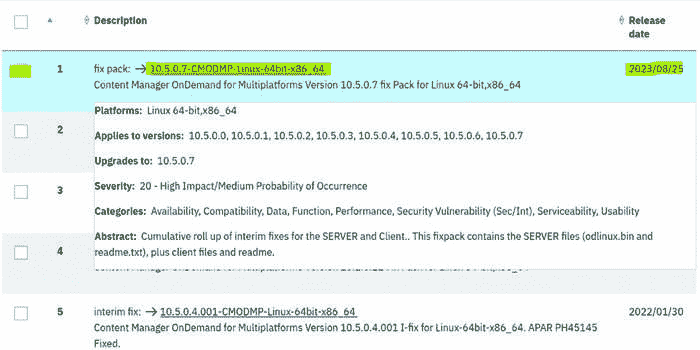 Description
Release
date
1
fix pack: → 10.5.0.7-CMODMP-Linux-64bit-x86_64
2023/08/25
Content Manager OnDemand for Multiplatforms Version 10.5.0.7 fix Pack for Linux 64-bit,x86_64
Platforms: Linux 64-bit,x86_64
2
Applies to versions: 10.5.0.0, 10.5.0.1, 10.5.0.2, 10.5.0.3, 10.5.0.4, 10.5.0.5, 10.5.0.6, 10.5.0.7
Upgrades to: 10.5.0.7
3
Severity: 20 - High Impact/Medium Probability of Occurrence
Categories: Availability, Compatibility, Data, Function, Performance, Security Vulnerability (Sec/Int), Serviceability, Usability
4
Abstract: Cumulative roll up of interim fixes for the SERVER and Client.. This fixpack contains the SERVER files (odlinux.bin and
readme.txt), plus client files and readme.
5
interim fix: → 10.5.0.4.001-CMODMP-Linux-64bit-x86_64
2022/01/30
Content Manager OnDemand for Multiplatforms Version 10.5.0.4.001 I-fix for Linux-64bit-x86_64. APAR PH45145
Fixed.